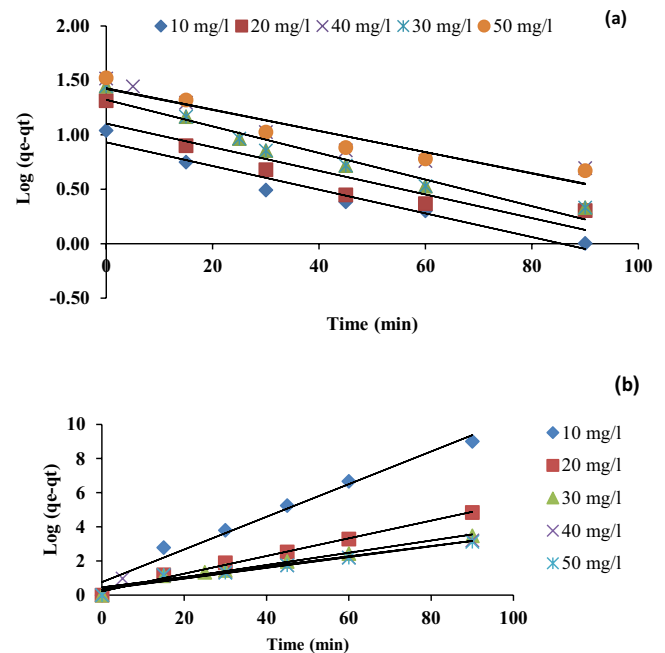 (a)
10 mg/l 20 mg/l 40 mg/l 30 mg/l 50 mg/l
2.00
1.50
1.00
0.50
0.00
-0.50
Log (qe-qt)
0 20 40 60 80 100
Time (min)
(b)
10
8
6
4
2
0
Log (qe-qt)
0 20 40 60 80 100
Time (min)
10 mg/l
20 mg/l
30 mg/l
40 mg/l
50 mg/l